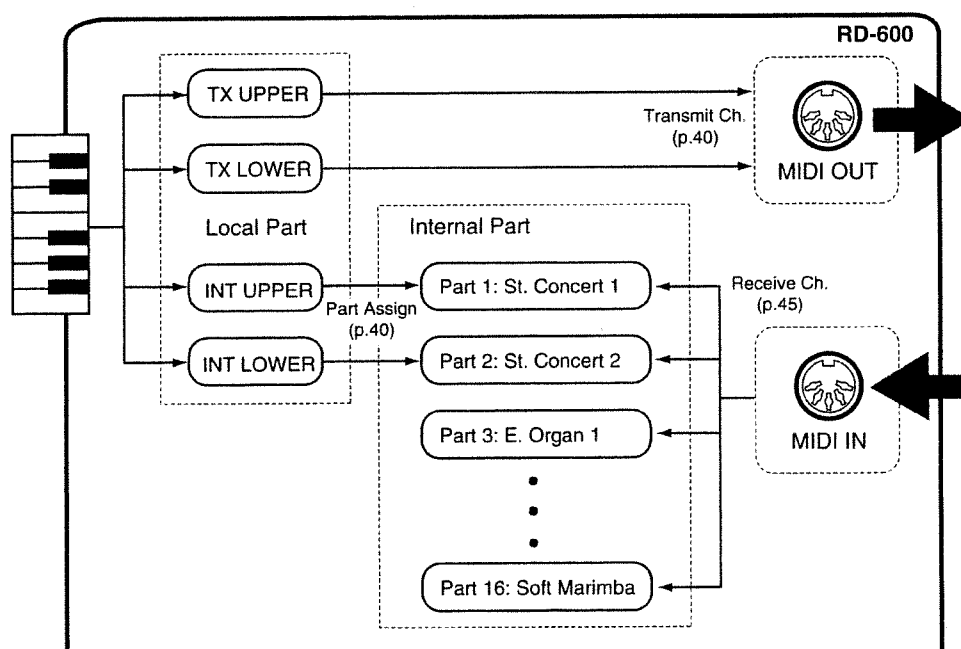 RD-600
TX UPPER
Transmit Ch.
(p.40)
MIDI OUT
TX LOWER
Local Part
Internal Part
INT UPPER
Part Assign
(p.40)
Part 1: St. Concert 1
Receive Ch.
(p.45)
INT LOWER
Part 2: St. Concert 2
Part 3: E. Organ 1
MIDI IN
Part 16: Soft Marimba